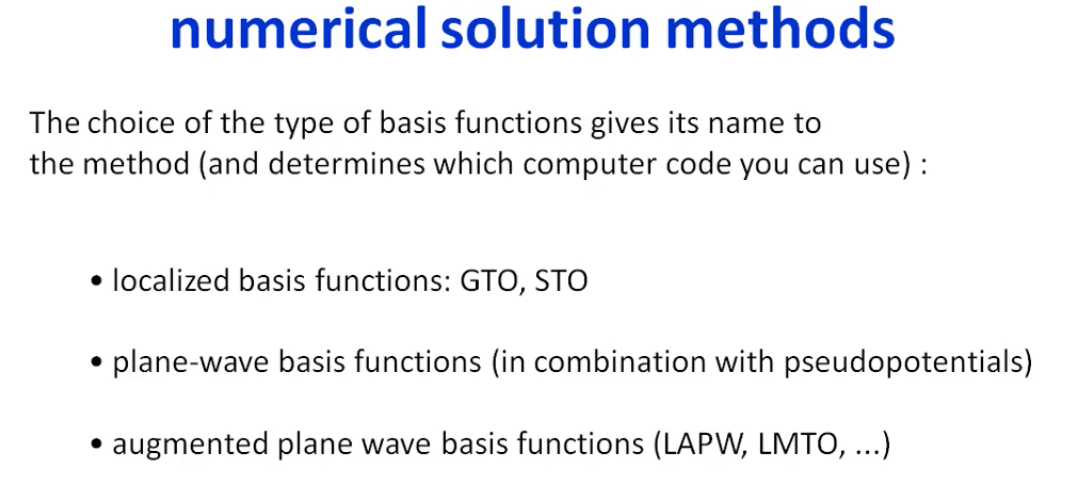 numerical solution methods
The choice of the type of basis functions gives its name to
the method (and determines which computer code you can use) :
• localized basis functions: GTO, STO
• plane-wave basis functions (in combination with pseudopotentials)
• augmented plane wave basis functions (LAPW, LMTO, ...)